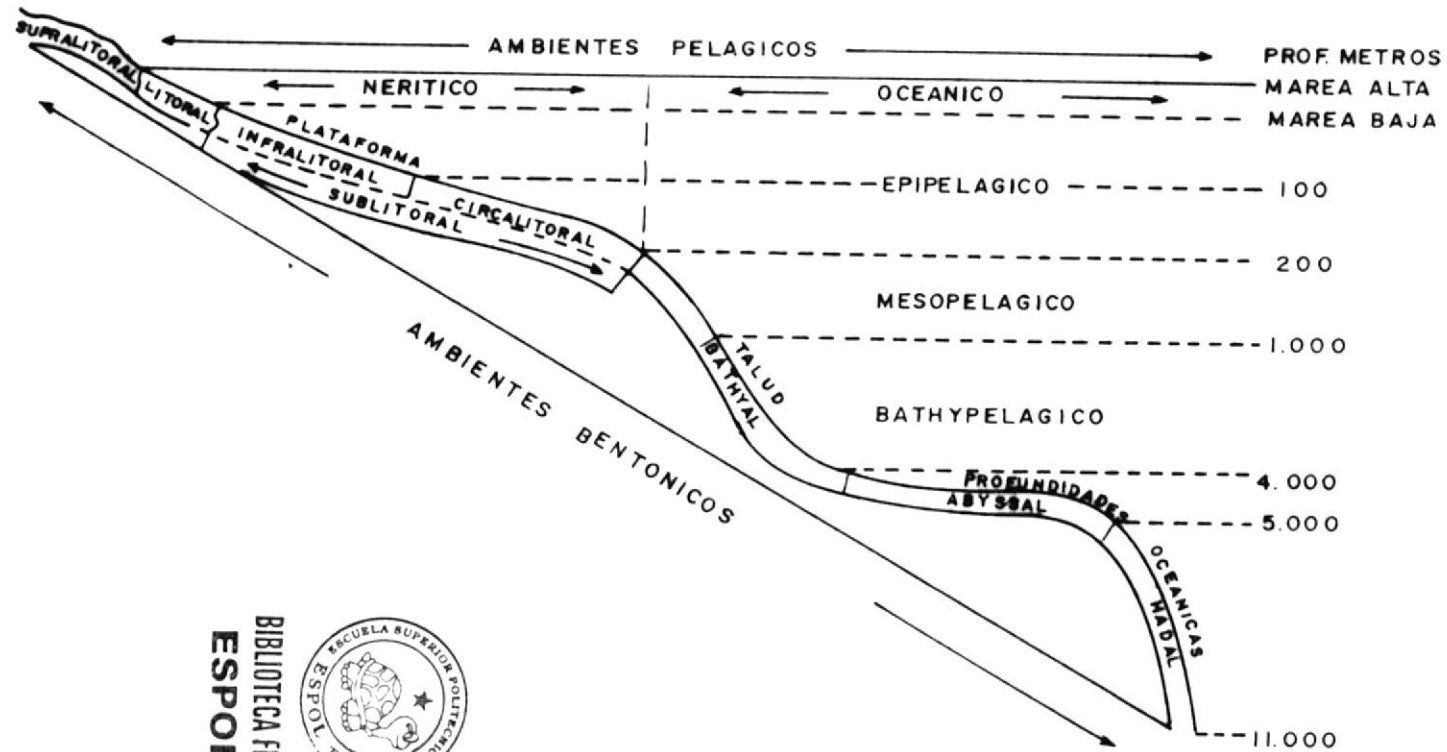 AMBIENTES PELAGICOS
PROF. METROS
MAREA ALTA
NERITICO
OCEANICO
MAREA BAJA
SUPRALITORAL
LITORAL
PLATAFORMA
INFRALITORAL
SUBLITORAL
CIRCALITORAL
EPIPELAGICO
100
200
MESOPELAGICO
1.000
TALUD
BATHYAL
BATHYPELAGICO
AMBIENTES BENTONICOS
4.000
PROFUNDIDADES
ABYSSAL
5.000
OCEANICAS
HADAL
11.000
ESCUELA SUPERIOR POLITECNIC
ESPOL
BIBLIOTECA